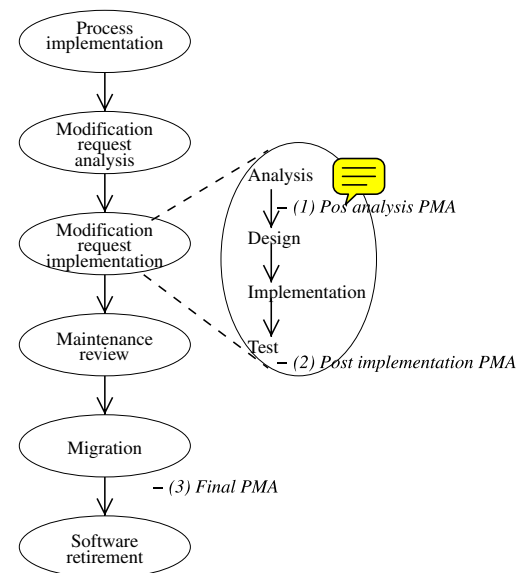 Process
implementation
Modification
request
analysis
Modification
request
implementation
Maintenance
review
Migration
Software
retirement
Analysis
– (1) Pos analysis PMA
Design
Implementation
Test
– (2) Post implementation PMA
– (3) Final PMA